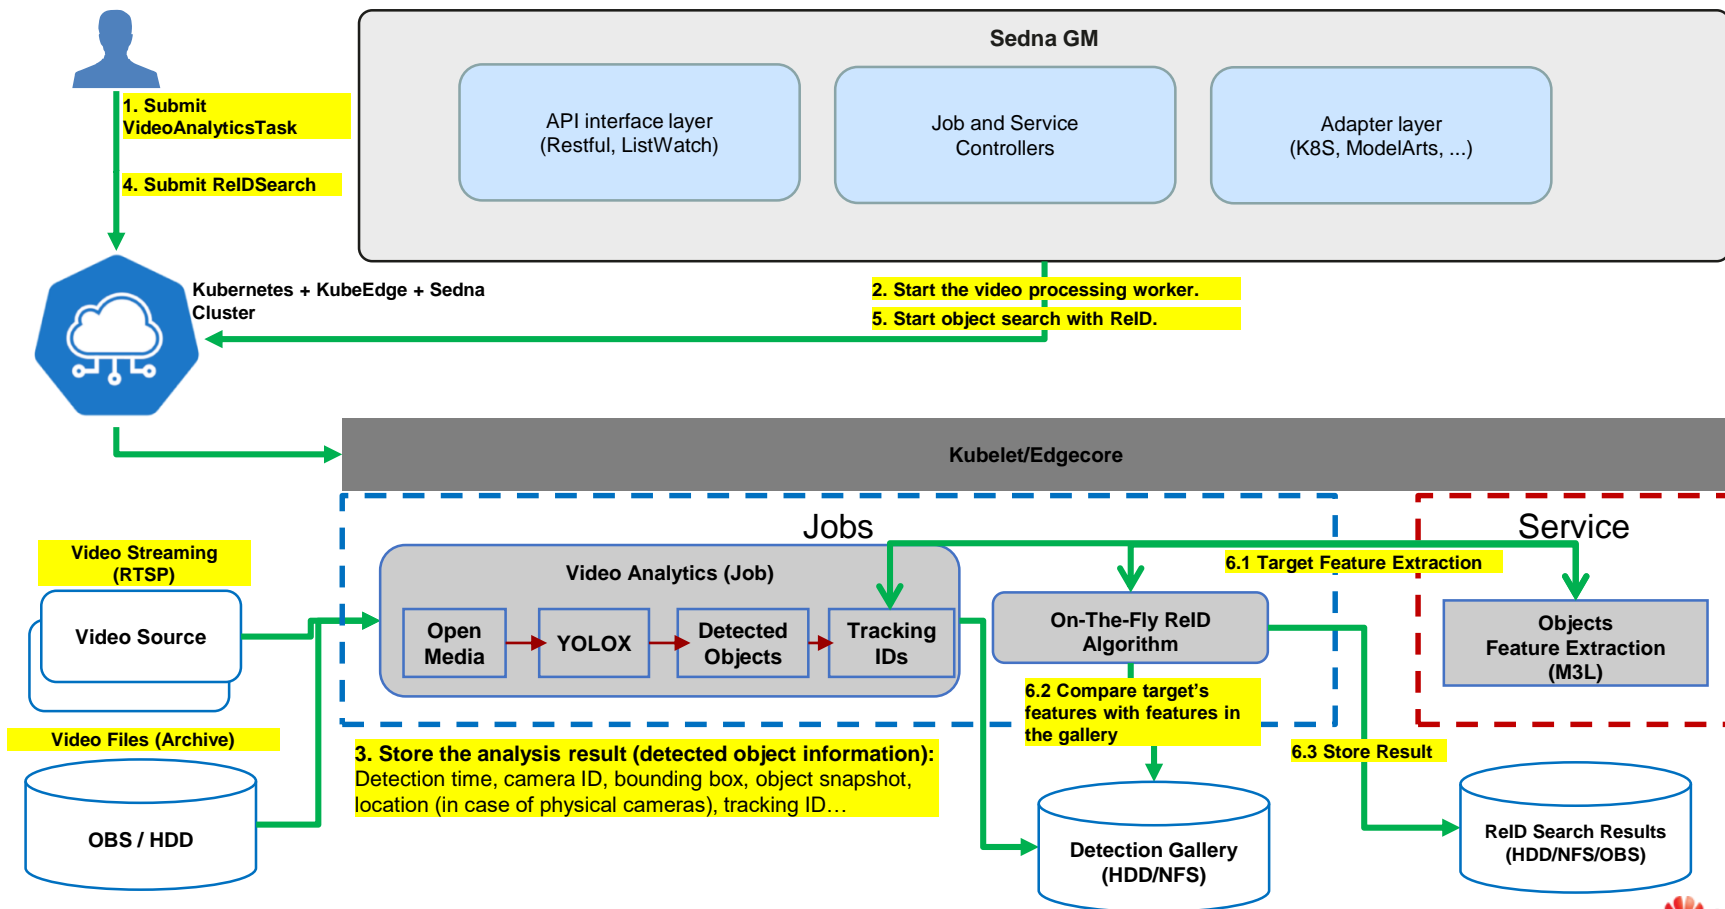 Sedna GM
1. Submit
VideoAnalyticsTask
API interface layer
(Restful, ListWatch)
Job and Service
Controllers
Adapter layer
(K8S, ModelArts, ...)
4. Submit ReIDSearch
Kubernetes + KubeEdge + Sedna
Cluster
2. Start the video processing worker.
5. Start object search with ReID.
Kubelet/Edgecore
Jobs
Service
Video Streaming
(RTSP)
Video Source
Video Analytics (Job)
Open
Media
YOLOX
Detected
Objects
Tracking
IDs
6.1 Target Feature Extraction
On-The-Fly ReID
Algorithm
Objects
Feature Extraction
(M3L)
6.2 Compare target's
features with features in
the gallery
Video Files (Archive)
OBS / HDD
3. Store the analysis result (detected object information):
Detection time, camera ID, bounding box, object snapshot,
location (in case of physical cameras), tracking ID…
6.3 Store Result
Detection Gallery
(HDD/NFS)
ReID Search Results
(HDD/NFS/OBS)